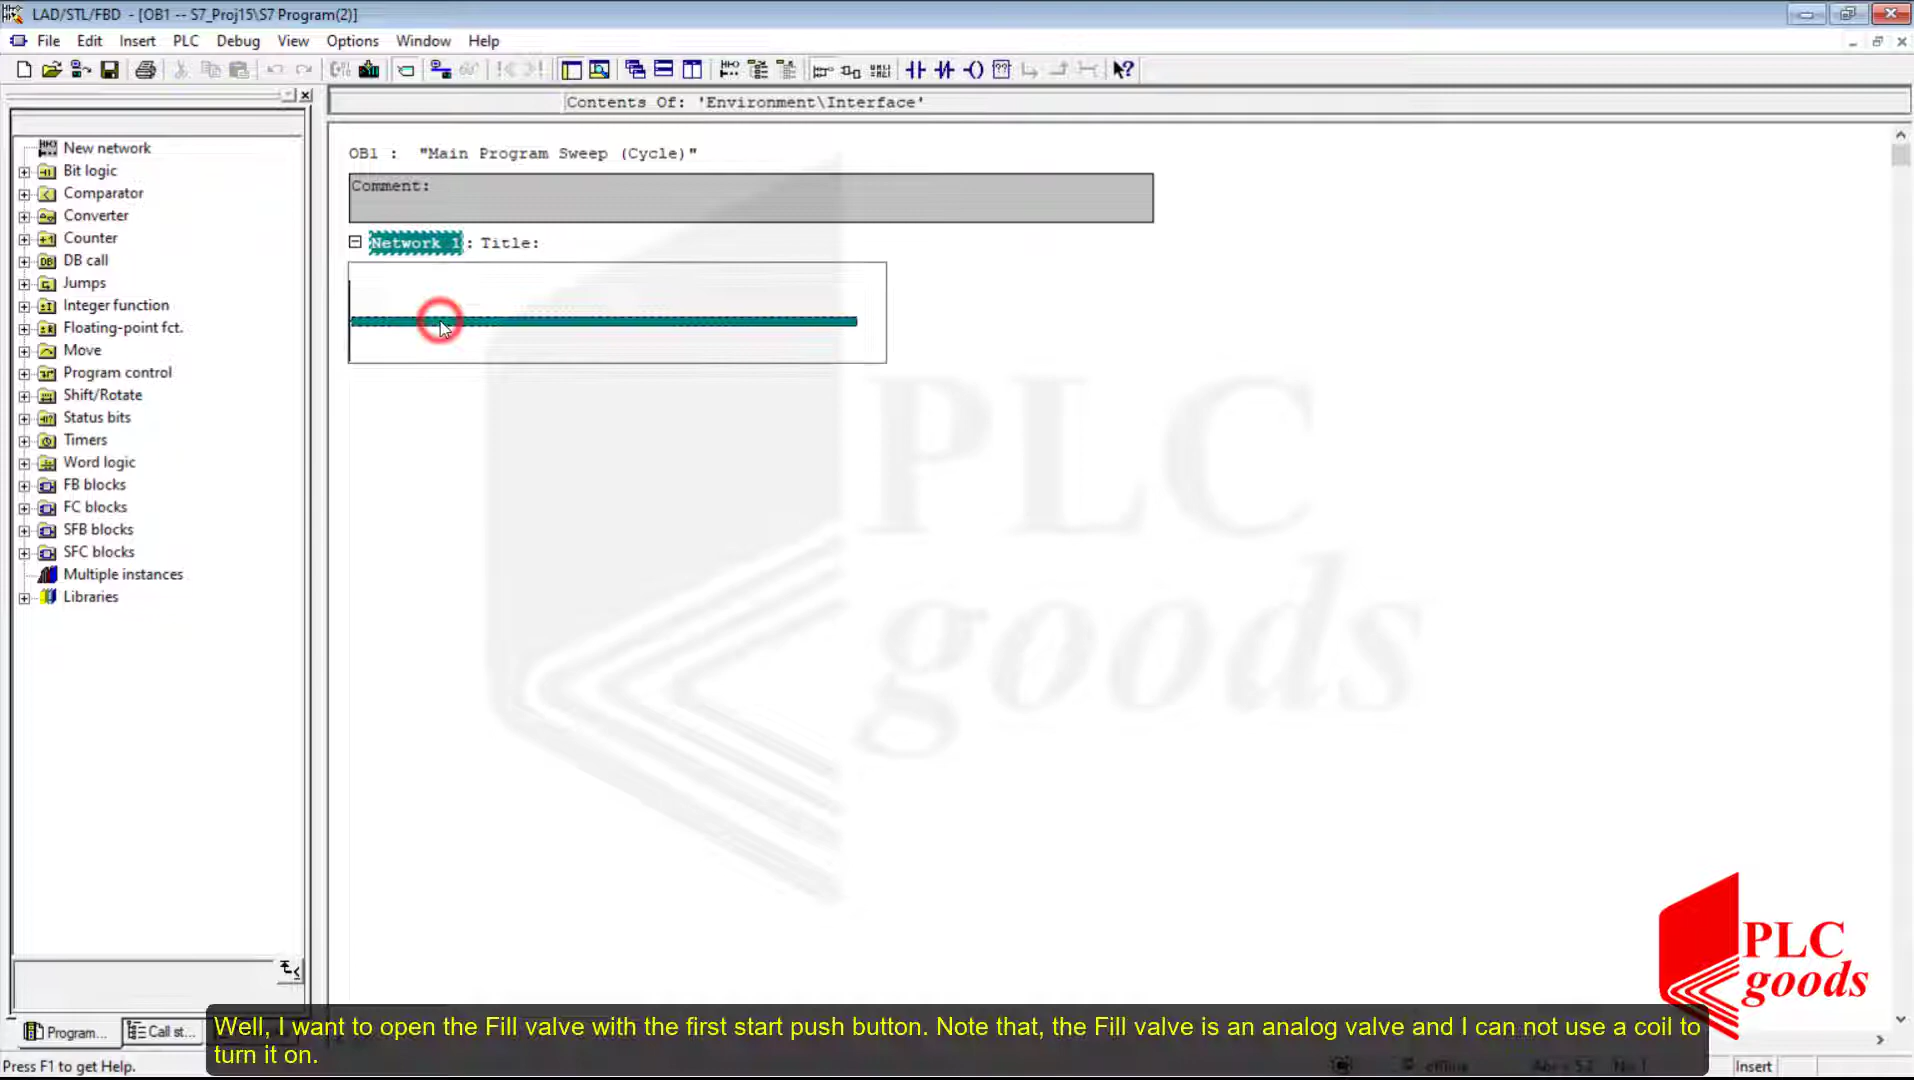 LAD/STL/FBD - [OB1 -- S7_Proj15\S7 Program(2)]
File Edit Insert PLC Debug View Options Window Help
Contents Of: 'Environment\Interface'
New network
Bit logic
Comparator
Converter
Counter
DB call
Jumps
Integer function
Floating-point fct.
Move
Program control
Shift/Rotate
Status bits
Timers
Word logic
FB blocks
FC blocks
SFB blocks
SFC blocks
Multiple instances
Libraries
OB1 : "Main Program Sweep (Cycle)"
Comment:
Network 1: Title:
PLC
goods
PLC
goods
Program... Call st...
Well, I want to open the Fill valve with the first start push button. Note that, the Fill valve is an analog valve and I can not use a coil to
turn it on.
Press F1 to get Help.
offline
Insert